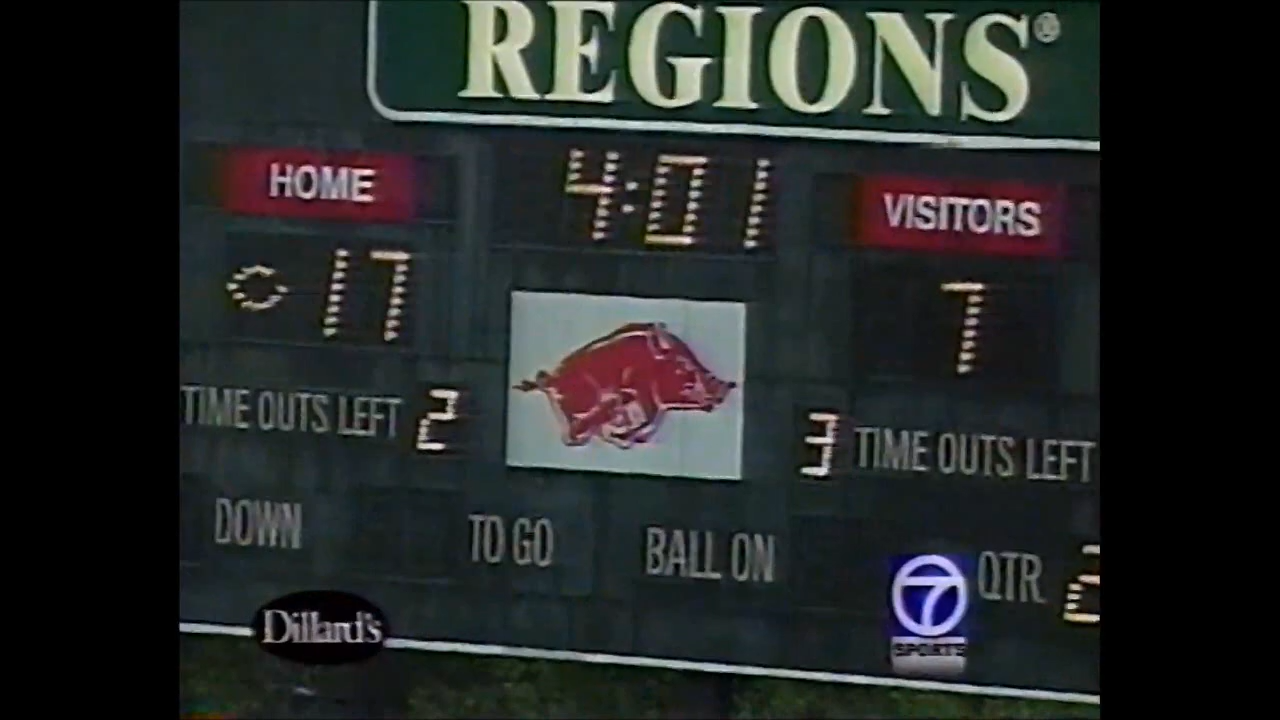 REGIONS®
HOME 4:01 VISITORS
17 7
TIME OUTS LEFT 2 3 TIME OUTS LEFT
DOWN TO GO BALL ON QTR 2
Dillard's
7
SPORTS